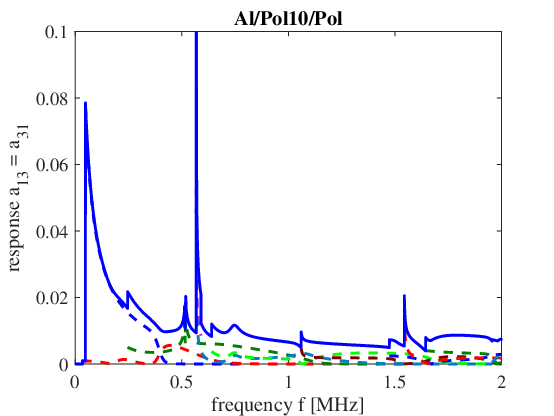 Al/Pol10/Pol
0.1
0.08
0.06
0.04
0.02
0
response a13 = a31
0 0.5 1 1.5 2
frequency f [MHz]